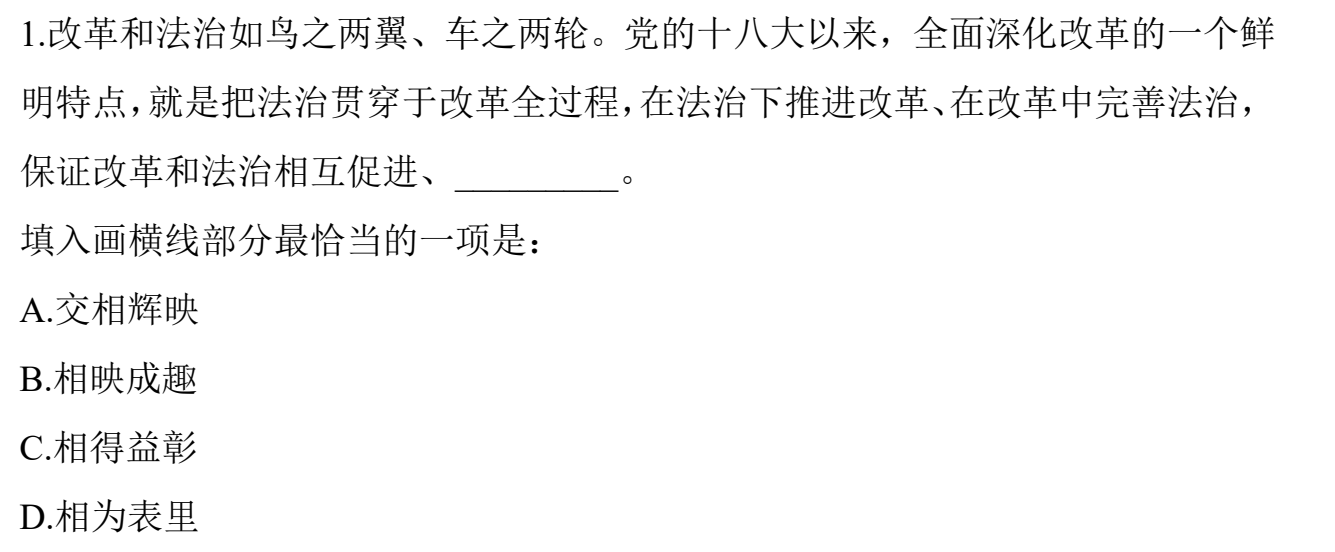 1.改革和法治如鸟之两翼、车之两轮。党的十八大以来，全面深化改革的一个鲜
明特点，就是把法治贯穿于改革全过程，在法治下推进改革、在改革中完善法治，
保证改革和法治相互促进、_________。
填入画横线部分最恰当的一项是：
A.交相辉映
B.相映成趣
C.相得益彰
D.相为表里